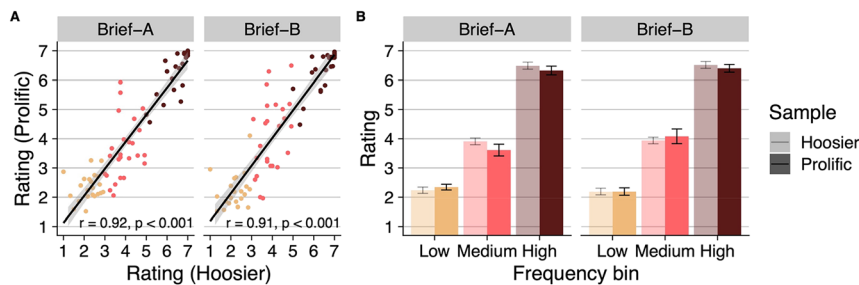 A
Brief–A
Brief–B
Rating (Prolific)
7
6
5
4
3
2
1
r = 0.92, p < 0.001
r = 0.91, p < 0.001
1 2 3 4 5 6 7
1 2 3 4 5 6 7
Rating (Hoosier)
B
Brief–A
Brief–B
Rating
7
6
5
4
3
2
1
Low Medium High
Low Medium High
Frequency bin
Sample
Hoosier
Prolific